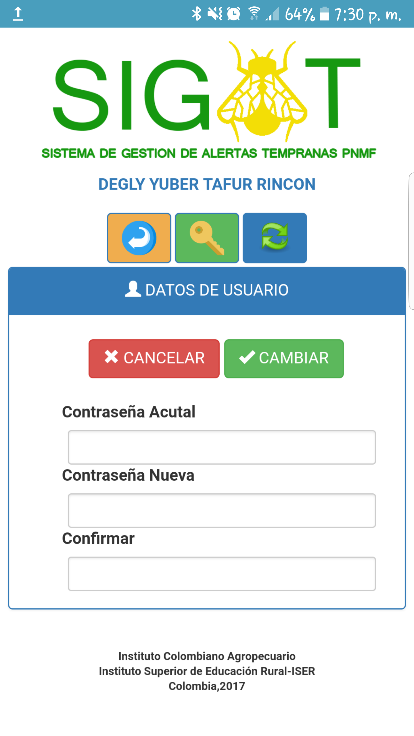 64% 7:30 p. m.
SIGAT
SISTEMA DE GESTION DE ALERTAS TEMPRANAS PNMF
DEGLY YUBER TAFUR RINCON
DATOS DE USUARIO
CANCELAR CAMBIAR
Contraseña Acutal
Contraseña Nueva
Confirmar
Instituto Colombiano Agropecuario
Instituto Superior de Educación Rural-ISER
Colombia,2017